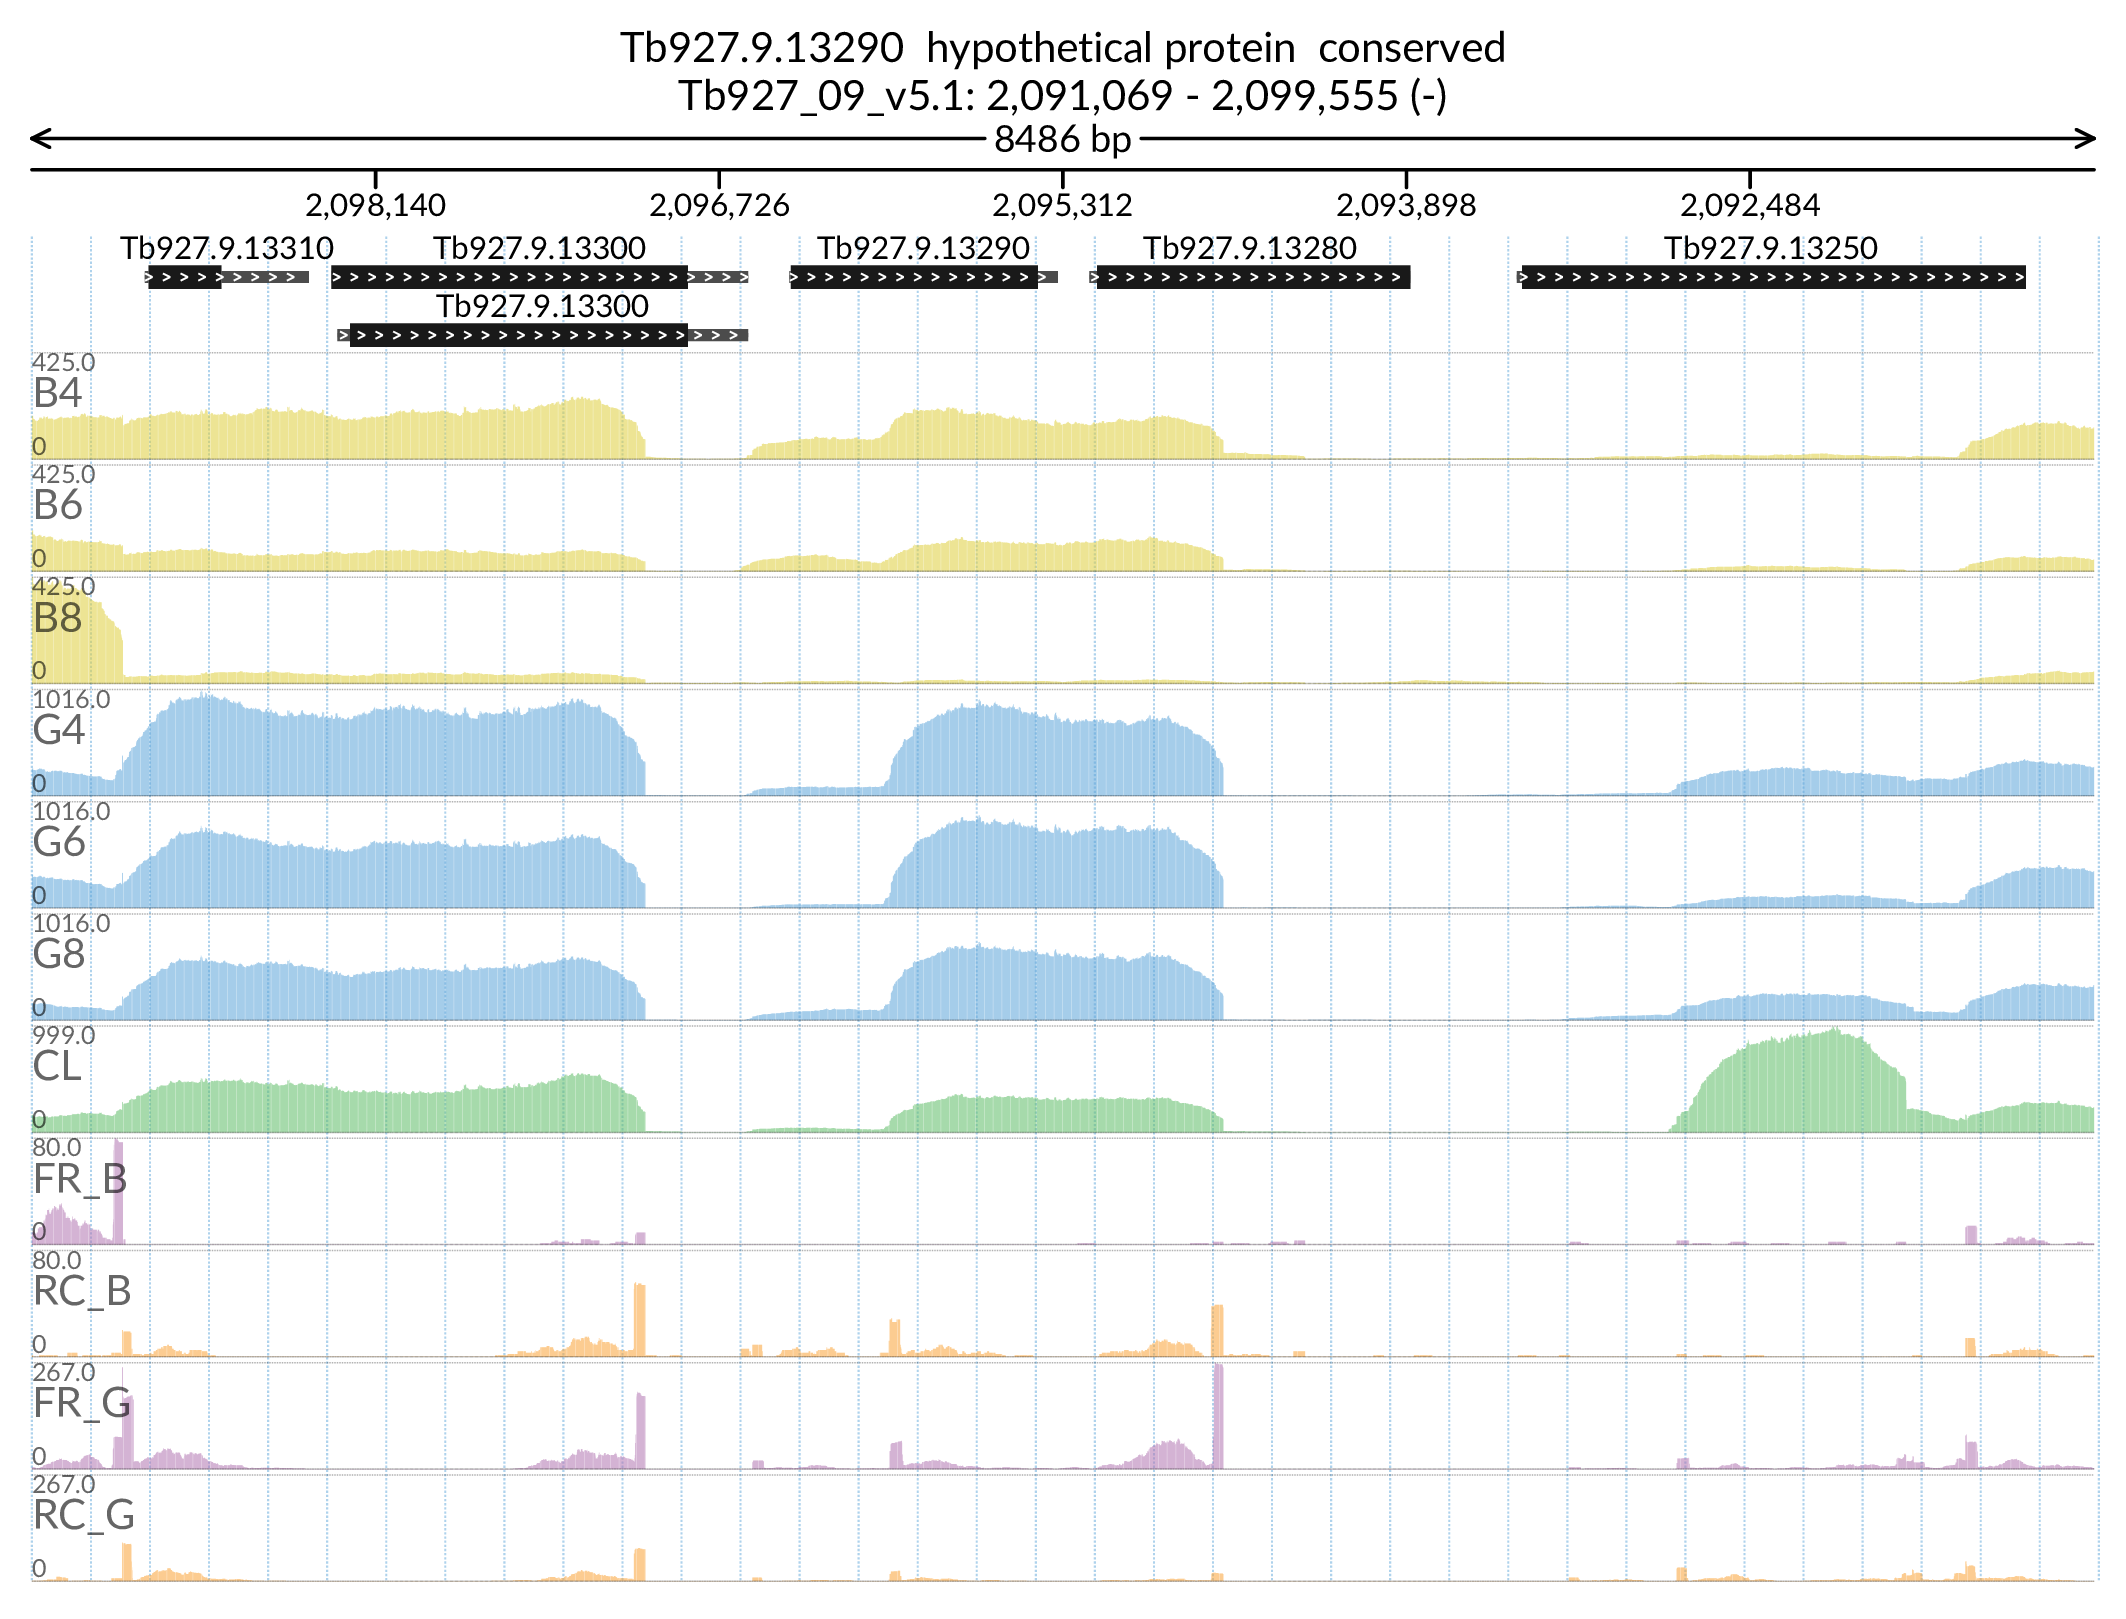 Tb927.9.13290 hypothetical protein conserved
Tb927_09_v5.1: 2,091,069 - 2,099,555 (-)
8486 bp
2,098,140 2,096,726 2,095,312 2,093,898 2,092,484
Tb927.9.13310 Tb927.9.13300 Tb927.9.13290 Tb927.9.13280 Tb927.9.13250
Tb927.9.13300
425.0
B4
0
425.0
B6
0
425.0
B8
0
1016.0
G4
0
1016.0
G6
0
1016.0
G8
0
999.0
CL
0
80.0
FR_B
0
80.0
RC_B
0
267.0
FR_G
0
267.0
RC_G
0